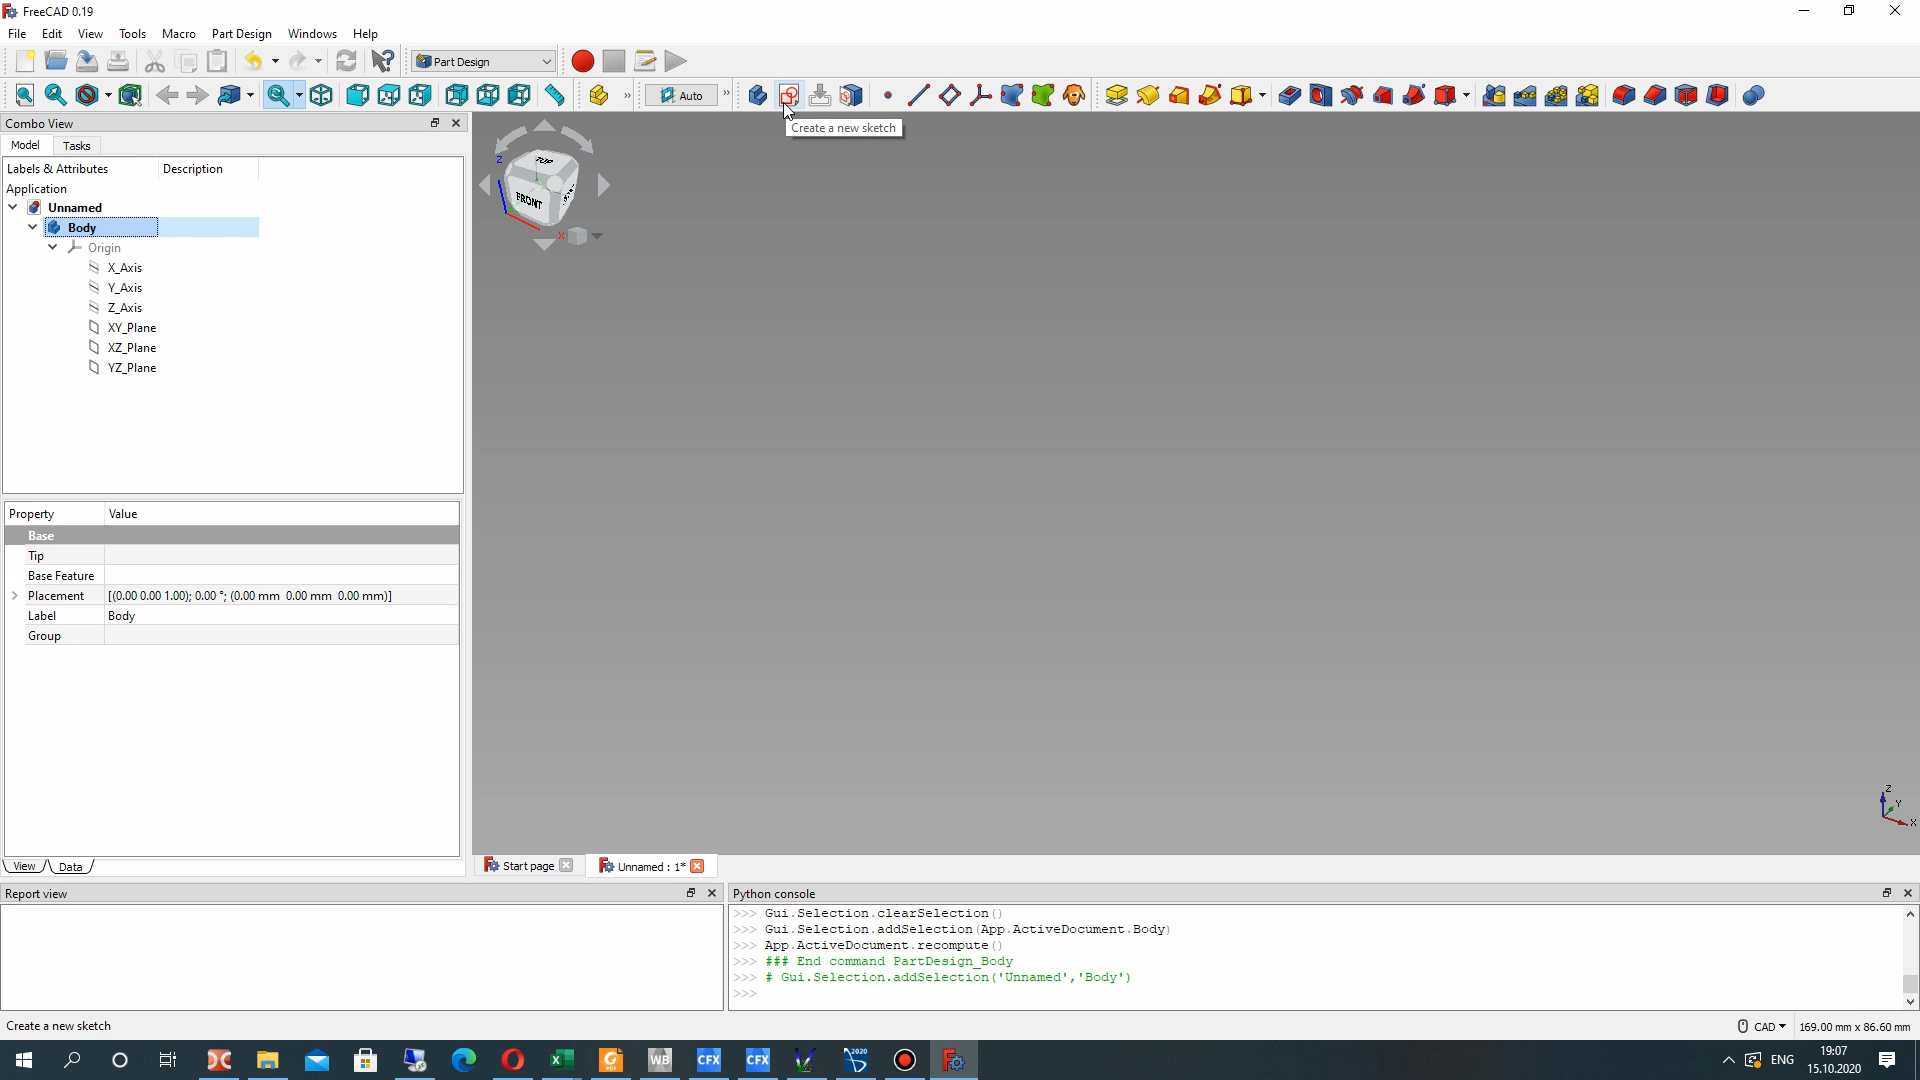 FreeCAD 0.19
File Edit View Tools Macro Part Design Windows Help
Part Design
Auto
Combo View
Create a new sketch
Model Tasks
Labels & Attributes Description
Application
Unnamed
Body
Origin
X_Axis
Y_Axis
Z_Axis
XY_Plane
XZ_Plane
YZ_Plane
TOP
Z
FRONT
X
Property Value
Base
Tip
Base Feature
Placement [(0.00 0.00 1.00); 0.00 °; (0.00 mm 0.00 mm 0.00 mm)]
Label Body
Group
Z
Y
X
View Data
Start page Unnamed : 1*
Report view
Python console
>>> Gui.Selection.clearSelection()
>>> Gui.Selection.addSelection(App.ActiveDocument.Body)
>>> App.ActiveDocument.recompute()
>>> ### End command PartDesign_Body
>>> # Gui.Selection.addSelection('Unnamed','Body')
>>>
Create a new sketch
CAD 169.00 mm x 86.60 mm
WB CFX CFX 2020
ENG
19:07
15.10.2020